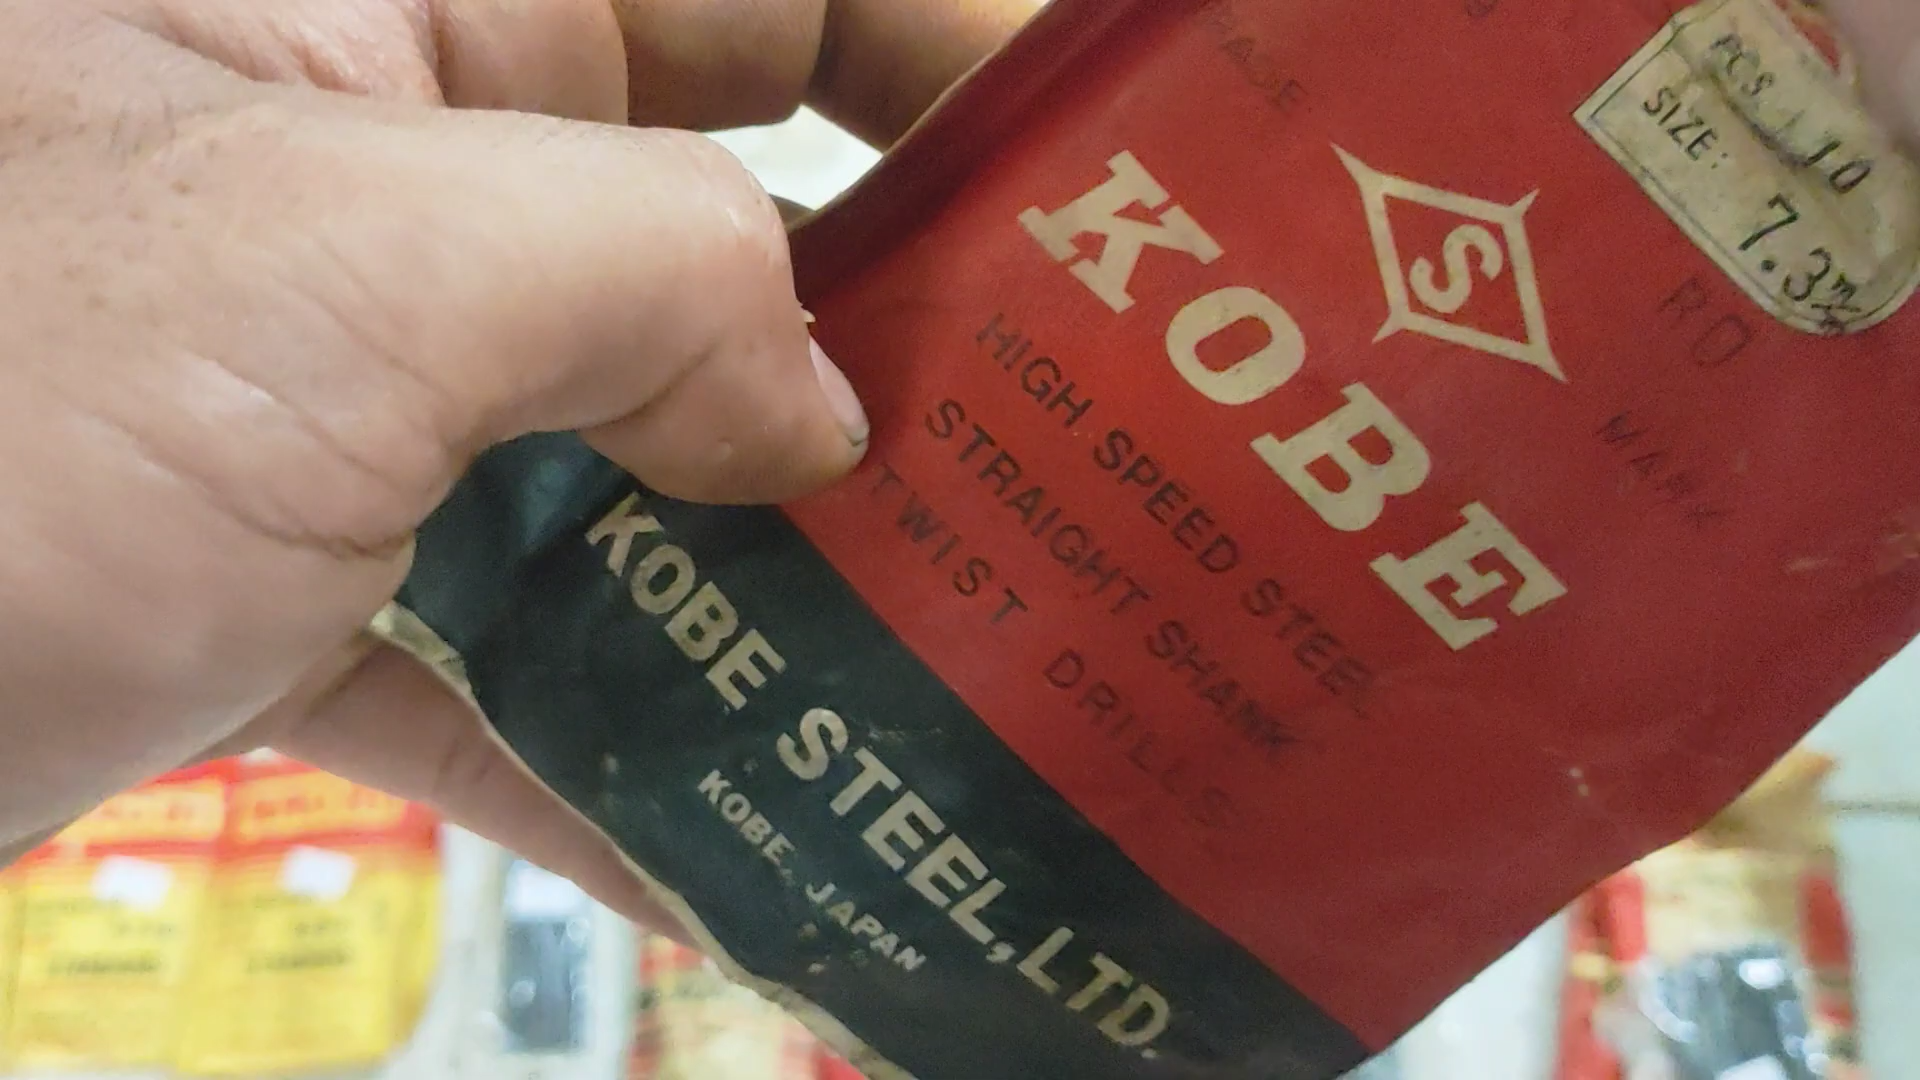 PCS. 10
SIZE: 7.3
S
KOBE
HIGH SPEED STEEL
STRAIGHT SHANK
TWIST DRILLS
MARK
KOBE STEEL, LTD.
KOBE, JAPAN